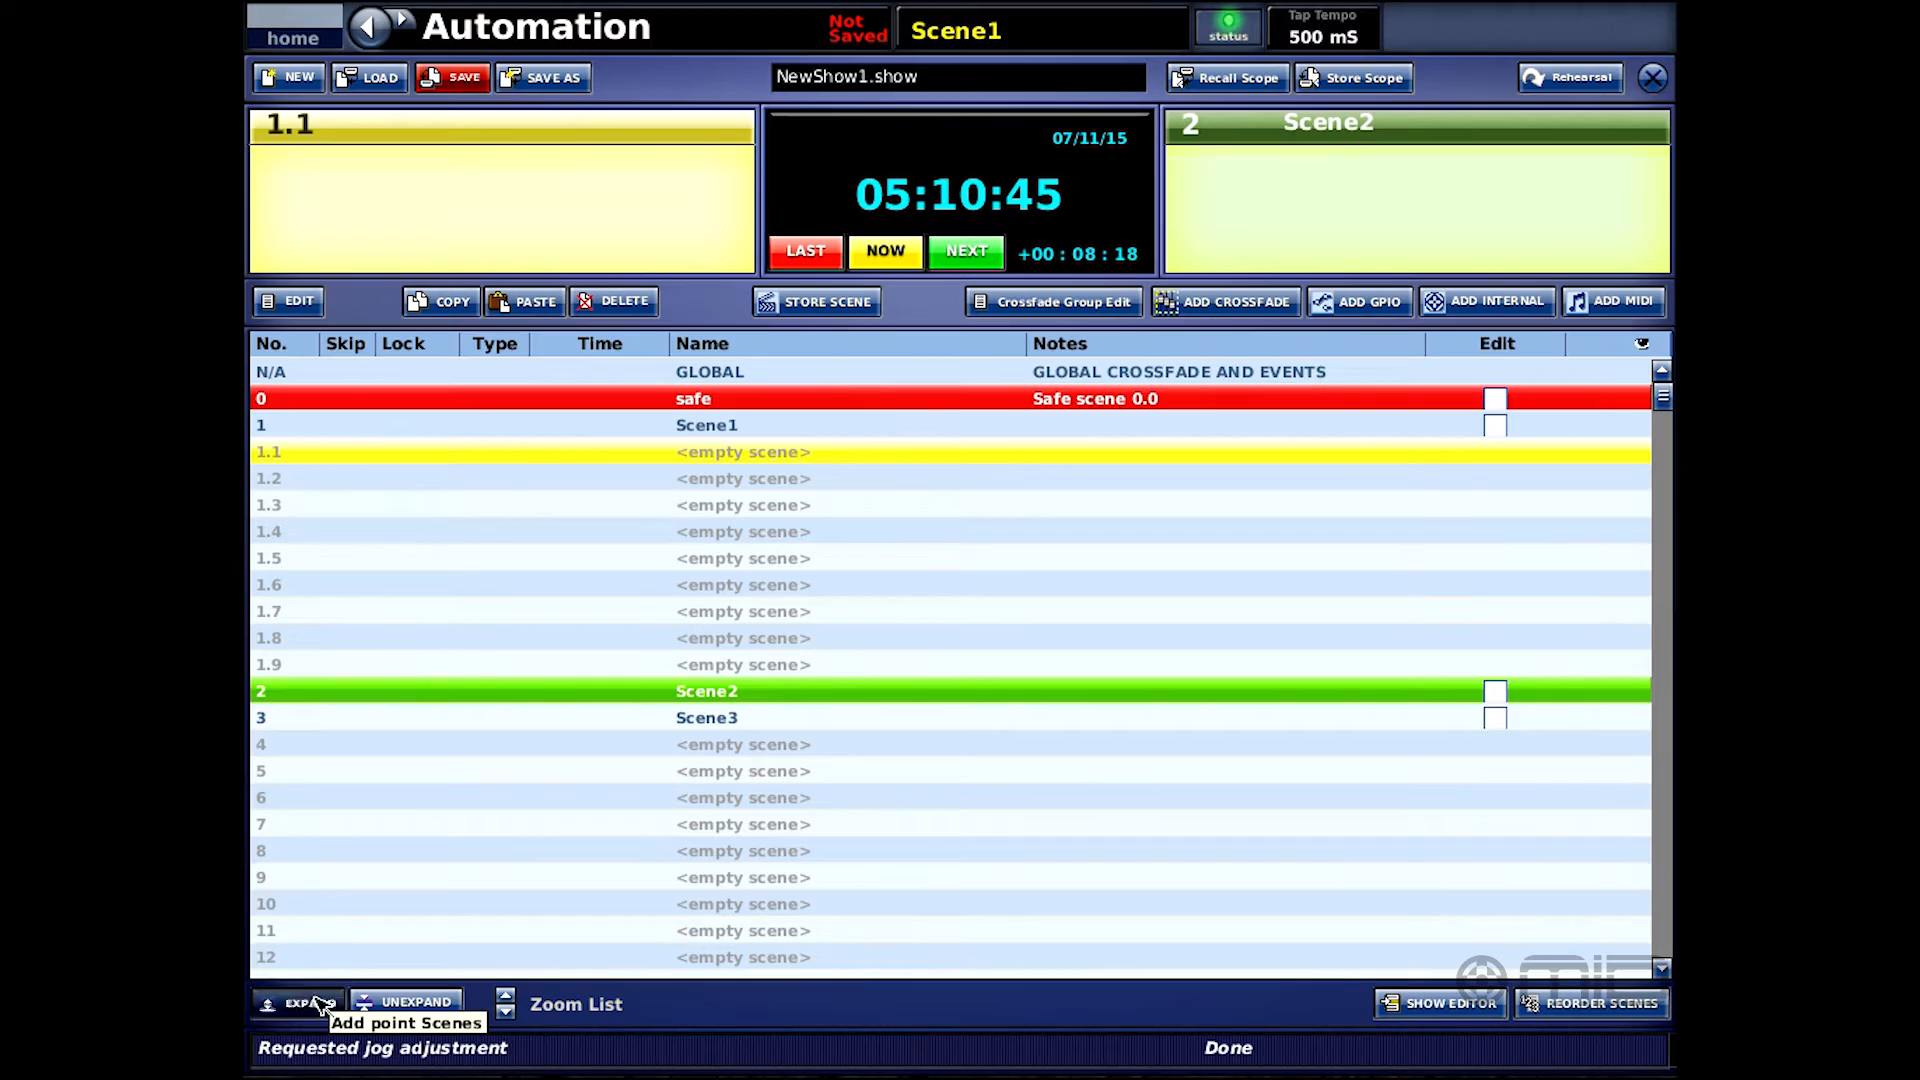 home
Automation
Not Saved
Scene1
status
Tap Tempo
500 mS
NEW
LOAD
SAVE
SAVE AS
NewShow1.show
Recall Scope
Store Scope
Rehearsal
1.1
07/11/15
05:10:45
LAST
NOW
NEXT
+00 : 08 : 18
2 Scene2
EDIT
COPY
PASTE
DELETE
STORE SCENE
Crossfade Group Edit
ADD CROSSFADE
ADD GPIO
ADD INTERNAL
ADD MIDI
No. Skip Lock Type Time Name Notes Edit
N/A GLOBAL GLOBAL CROSSFADE AND EVENTS
0 safe Safe scene 0.0
1 Scene1
1.1 <empty scene>
1.2 <empty scene>
1.3 <empty scene>
1.4 <empty scene>
1.5 <empty scene>
1.6 <empty scene>
1.7 <empty scene>
1.8 <empty scene>
1.9 <empty scene>
2 Scene2
3 Scene3
4 <empty scene>
5 <empty scene>
6 <empty scene>
7 <empty scene>
8 <empty scene>
9 <empty scene>
10 <empty scene>
11 <empty scene>
12 <empty scene>
UNEXPAND
Zoom List
SHOW EDITOR
REORDER SCENES
Add point Scenes
Requested jog adjustment
Done